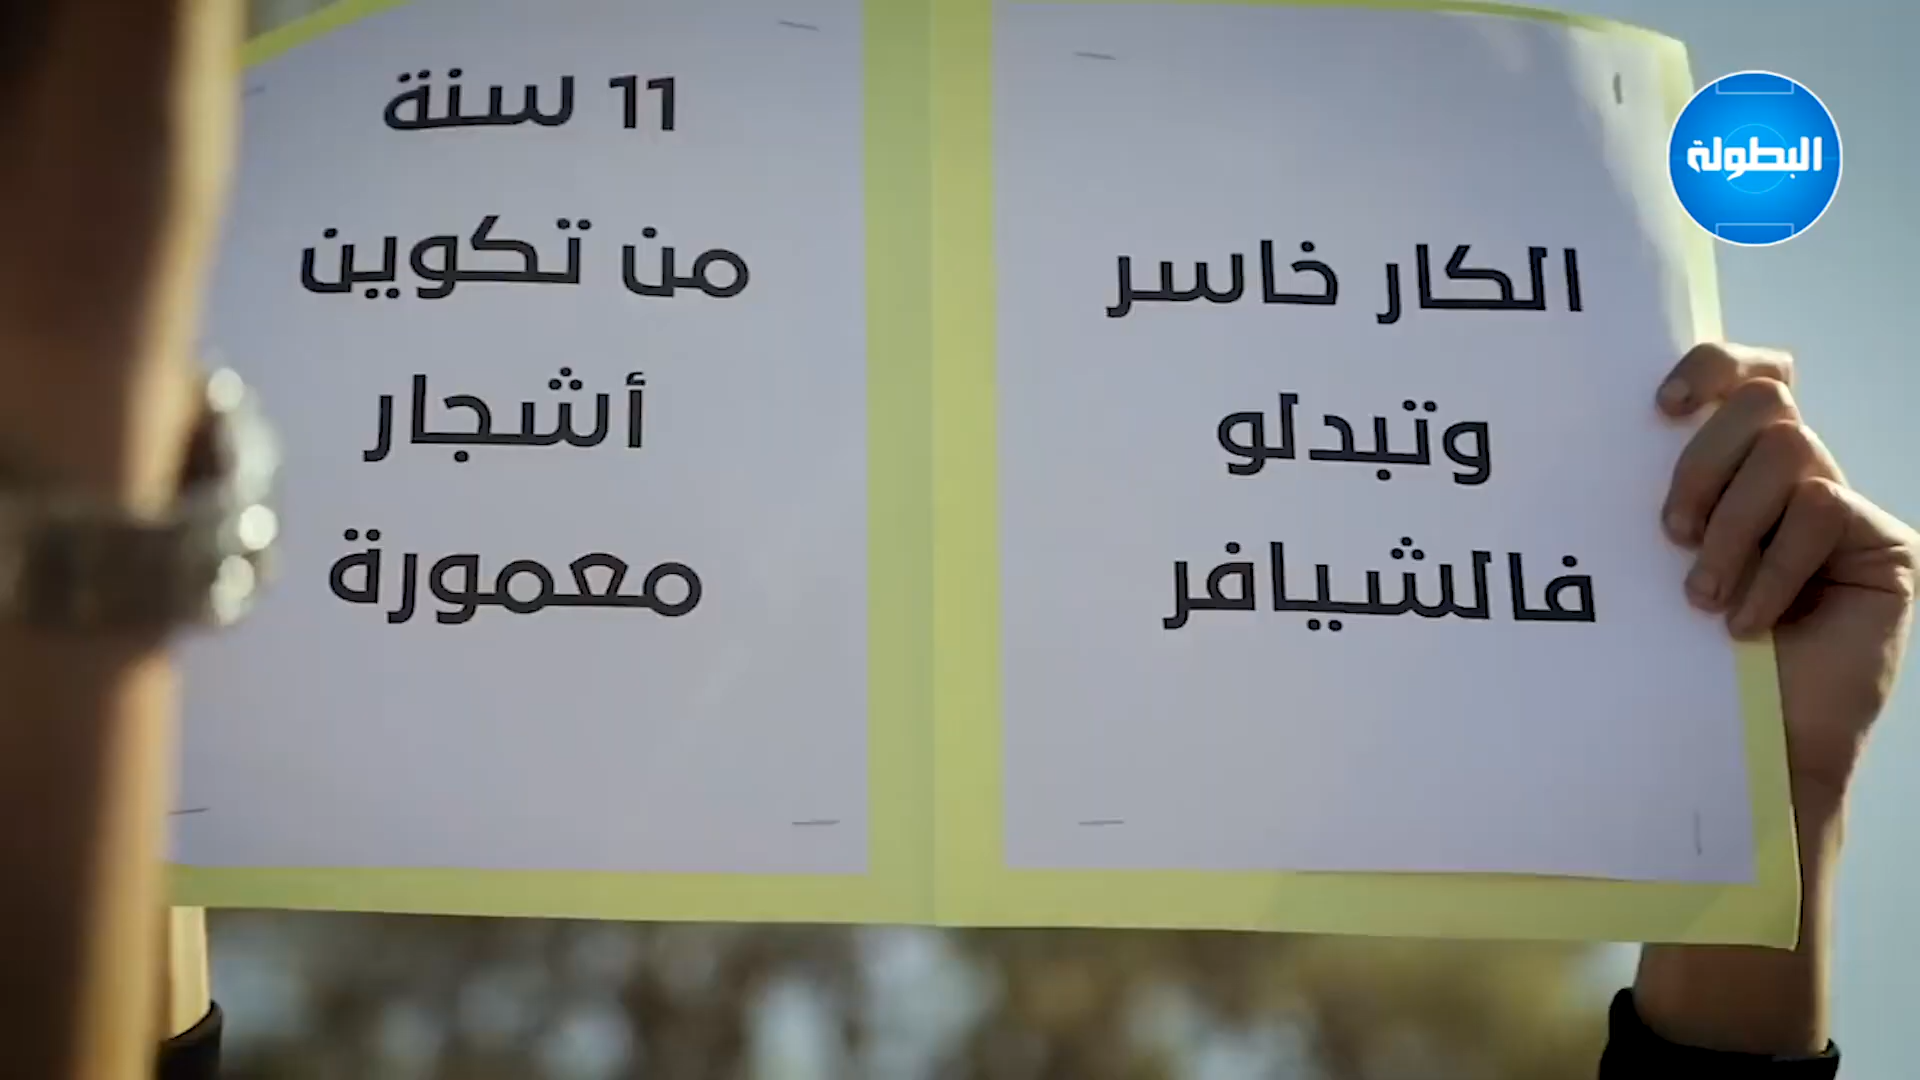 الكار خاسر
وتبدلو
فالشيافر
11 سنة
من تكوين
أشجار
معمورة
البطولة